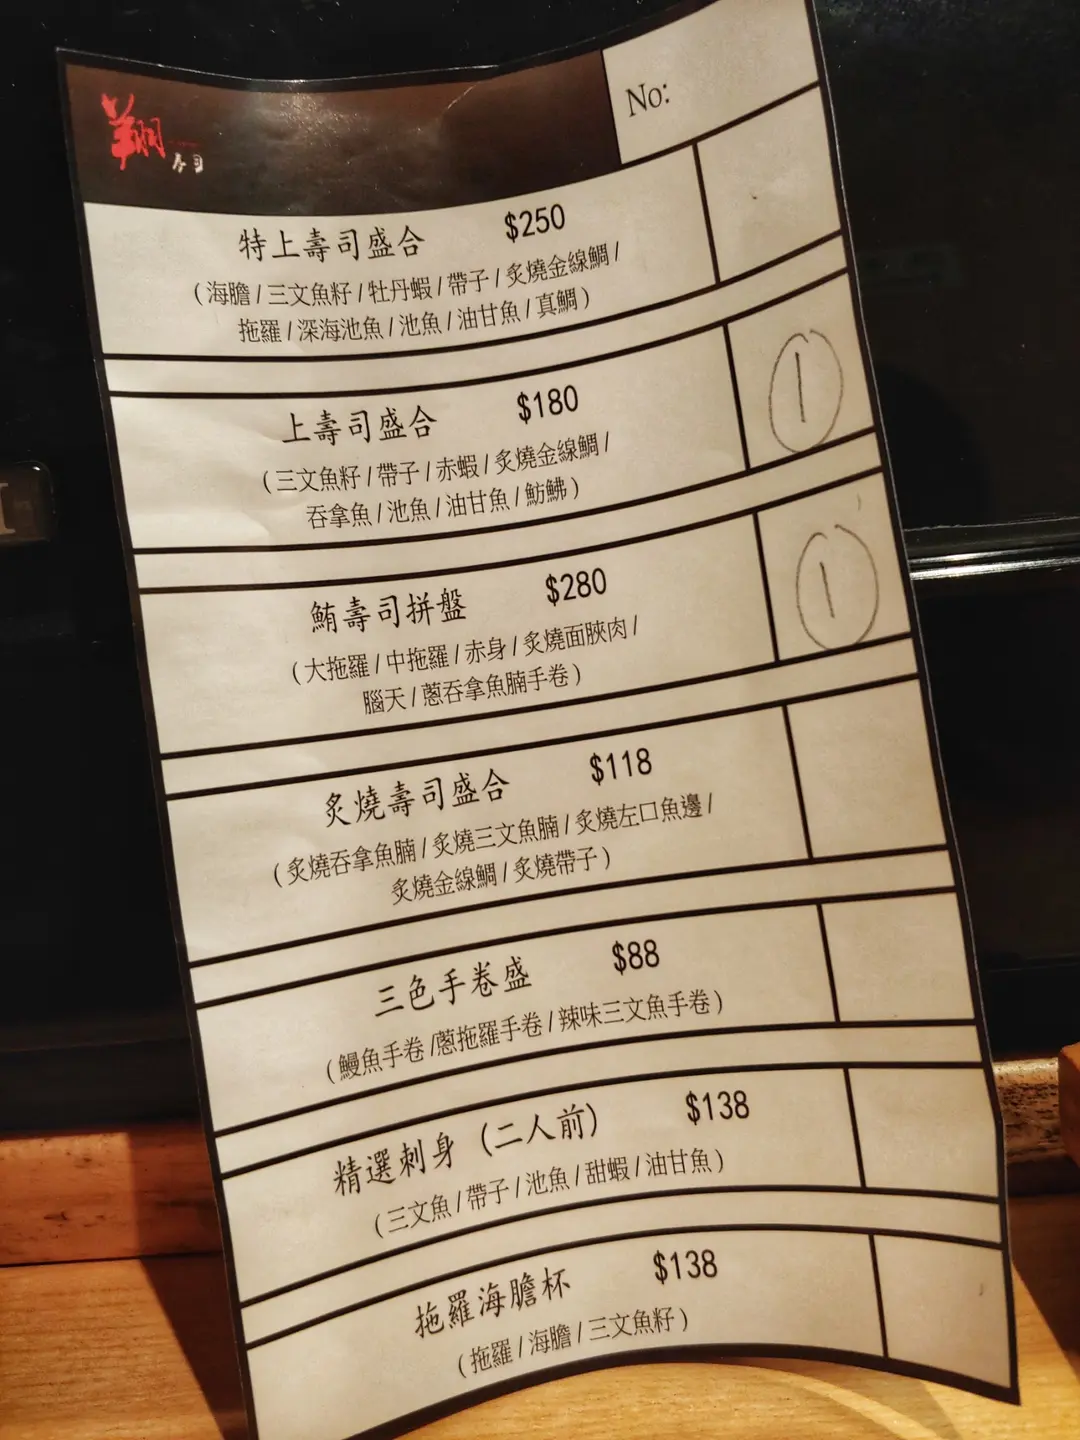 翔
壽司
No:
特上壽司盛合 $250
(海膽/三文魚籽/牡丹蝦/帶子/炙燒金線鯛/
拖羅/深海池魚/池魚/油甘魚/真鯛)
上壽司盛合 $180
(三文魚籽/帶子/赤蝦/炙燒金線鯛/
吞拿魚/池魚/油甘魚/魴鮄)
1
鮪壽司拼盤 $280
(大拖羅/中拖羅/赤身/炙燒面脥肉/
腦天/蔥吞拿魚腩手卷)
1
炙燒壽司盛合 $118
(炙燒吞拿魚腩/炙燒三文魚腩/炙燒左口魚邊/
炙燒金線鯛/炙燒帶子)
三色手卷盛 $88
(鰻魚手卷/蔥拖羅手卷/辣味三文魚手卷)
精選刺身 (二人前) $138
(三文魚/帶子/池魚/甜蝦/油甘魚)
拖羅海膽杯 $138
(拖羅/海膽/三文魚籽)